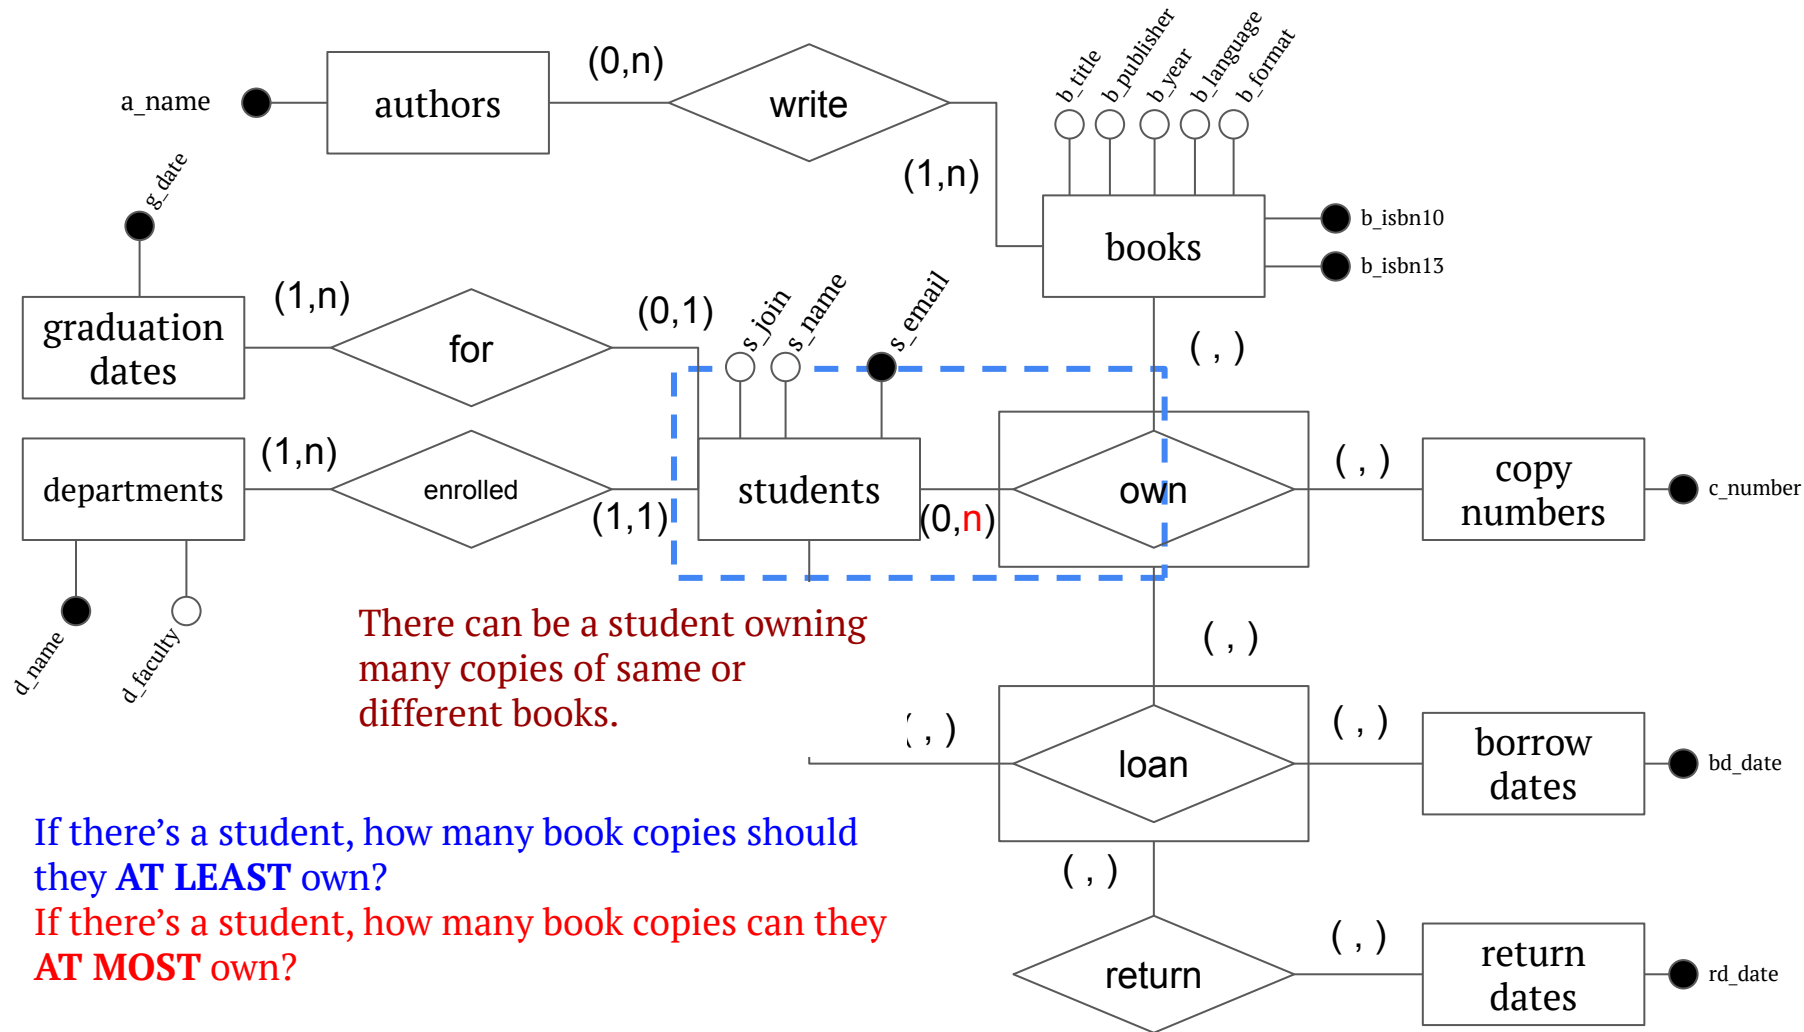 b_title
b_publisher
b_year
b_language
b_format
(0,n)
a_name
authors
write
g_date
(1,n)
b_isbn10
books
b_isbn13
s_join
s_name
s_email
(1,n)
(0,1)
graduation
dates
for
( , )
(1,n)
( , )
departments
enrolled
students
own
copy
numbers
c_number
(1,1)
(0,n)
d_name
d_faculty
There can be a student owning
many copies of same or
different books.
( , )
( , )
( , )
loan
borrow
dates
bd_date
If there’s a student, how many book copies should
they AT LEAST own?
If there’s a student, how many book copies can they
AT MOST own?
( , )
( , )
return
return
dates
rd_date